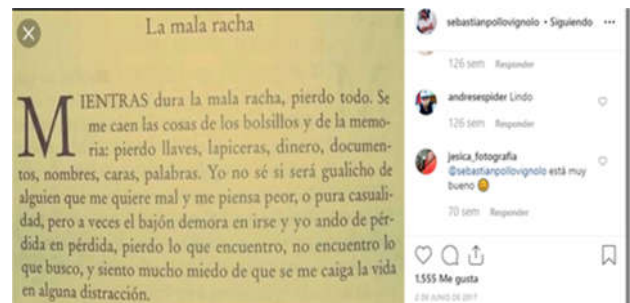 La mala racha
MIENTRAS dura la mala racha, pierdo todo. Se
me caen las cosas de los bolsillos y de la memo-
ria: pierdo llaves, lapiceras, dinero, documen-
tos, nombres, caras, palabras. Yo no sé si será gualicho de
alguien que me quiere mal y me piensa peor, o pura casuali-
dad, pero a veces el bajón demora en irse y yo ando de pér-
dida en pérdida, pierdo lo que encuentro, no encuentro lo
que busco, y siento mucho miedo de que se me caiga la vida
en alguna distracción.
sebastianpollovignolo • Siguiendo
126 sem Responder
andresespider Lindo
126 sem Responder
jesica_fotografia
@sebastianpollovignolo está muy
bueno
70 sem Responder
1.555 Me gusta
2 DE JUNIO DE 2017